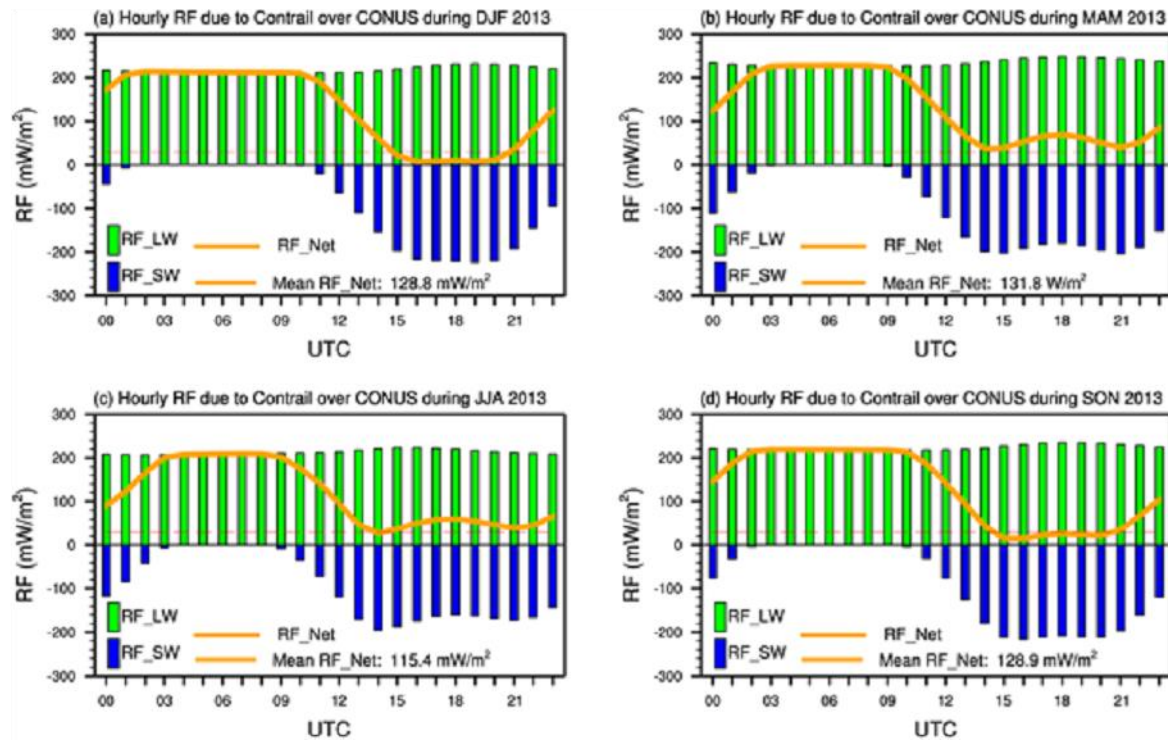 (a) Hourly RF due to Contrail over CONUS during DJF 2013
300
200
100
0
-100
-200
-300
RF (mW/m²)
RF_LW
RF_SW
RF_Net
Mean RF_Net: 128.8 mW/m²
00 03 06 09 12 15 18 21
UTC
(b) Hourly RF due to Contrail over CONUS during MAM 2013
300
200
100
0
-100
-200
-300
RF (mW/m²)
RF_LW
RF_SW
RF_Net
Mean RF_Net: 131.8 W/m²
00 03 06 09 12 15 18 21
UTC
(c) Hourly RF due to Contrail over CONUS during JJA 2013
300
200
100
0
-100
-200
-300
RF (mW/m²)
RF_LW
RF_SW
RF_Net
Mean RF_Net: 115.4 mW/m²
00 03 06 09 12 15 18 21
UTC
(d) Hourly RF due to Contrail over CONUS during SON 2013
300
200
100
0
-100
-200
-300
RF (mW/m²)
RF_LW
RF_SW
RF_Net
Mean RF_Net: 128.9 mW/m²
00 03 06 09 12 15 18 21
UTC